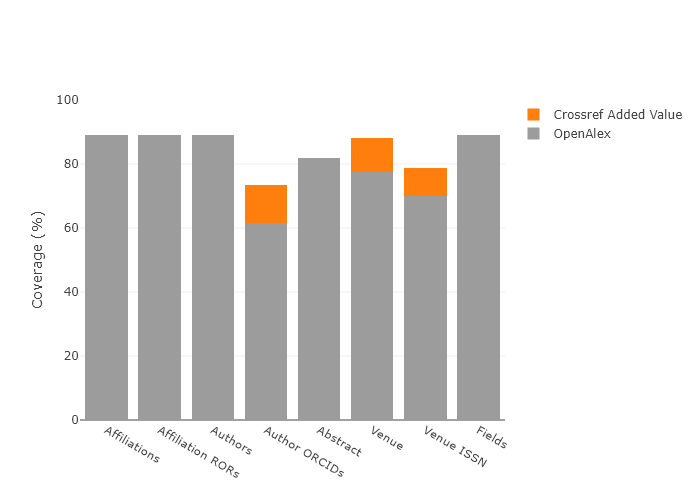 100
80
60
40
20
0
Coverage (%)
Affiliations
Affiliation RORs
Authors
Author ORCIDs
Abstract
Venue
Venue ISSN
Fields
Crossref Added Value
OpenAlex